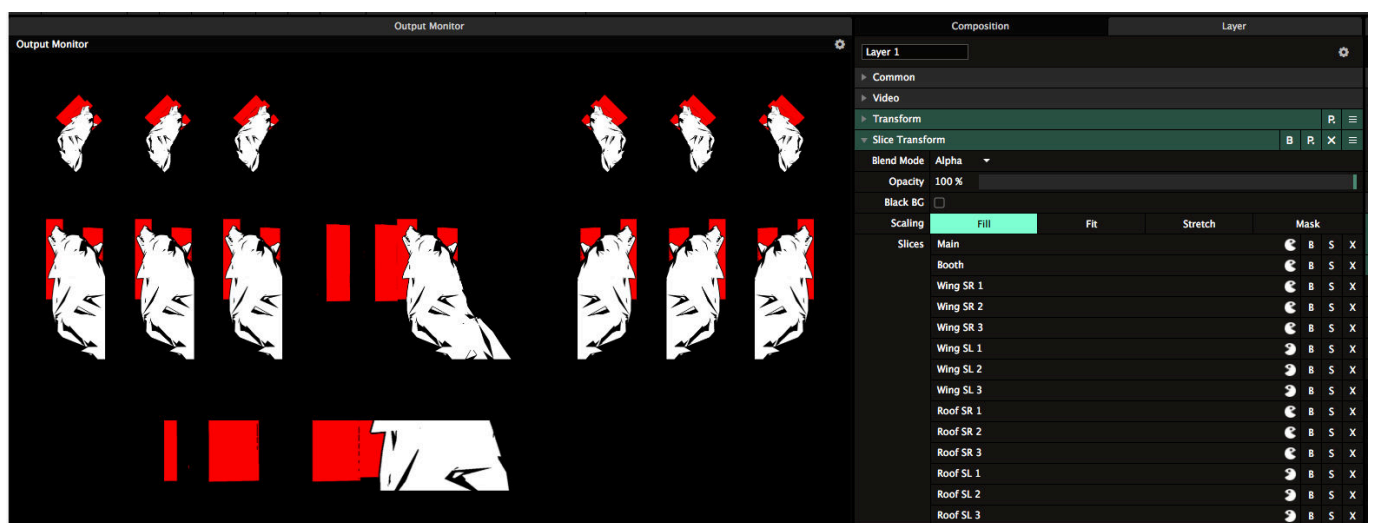 Output Monitor
Composition
Layer
Output Monitor
Layer 1
Common
Video
Transform
P.
Slice Transform
B P. X
Blend Mode Alpha
Opacity 100 %
Black BG
Scaling Fill Fit Stretch Mask
Slices Main B S X
Booth B S X
Wing SR 1 B S X
Wing SR 2 B S X
Wing SR 3 B S X
Wing SL 1 B S X
Wing SL 2 B S X
Wing SL 3 B S X
Roof SR 1 B S X
Roof SR 2 B S X
Roof SR 3 B S X
Roof SL 1 B S X
Roof SL 2 B S X
Roof SL 3 B S X